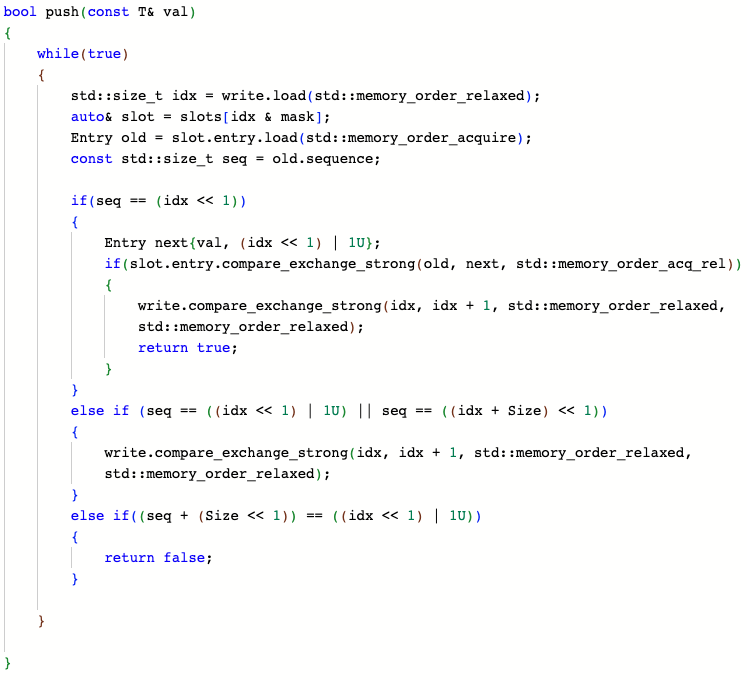 bool push(const T& val)
{
    while(true)
    {
        std::size_t idx = write.load(std::memory_order_relaxed);
        auto& slot = slots[idx & mask];
        Entry old = slot.entry.load(std::memory_order_acquire);
        const std::size_t seq = old.sequence;

        if(seq == (idx << 1))
        {
            Entry next{val, (idx << 1) | 1U};
            if(slot.entry.compare_exchange_strong(old, next, std::memory_order_acq_rel))
            {
                write.compare_exchange_strong(idx, idx + 1, std::memory_order_relaxed,
                std::memory_order_relaxed);
                return true;
            }
        }
        else if (seq == ((idx << 1) | 1U) || seq == ((idx + Size) << 1))
        {
            write.compare_exchange_strong(idx, idx + 1, std::memory_order_relaxed,
            std::memory_order_relaxed);
        }
        else if((seq + (Size << 1)) == ((idx << 1) | 1U))
        {
            return false;
        }

    }

}